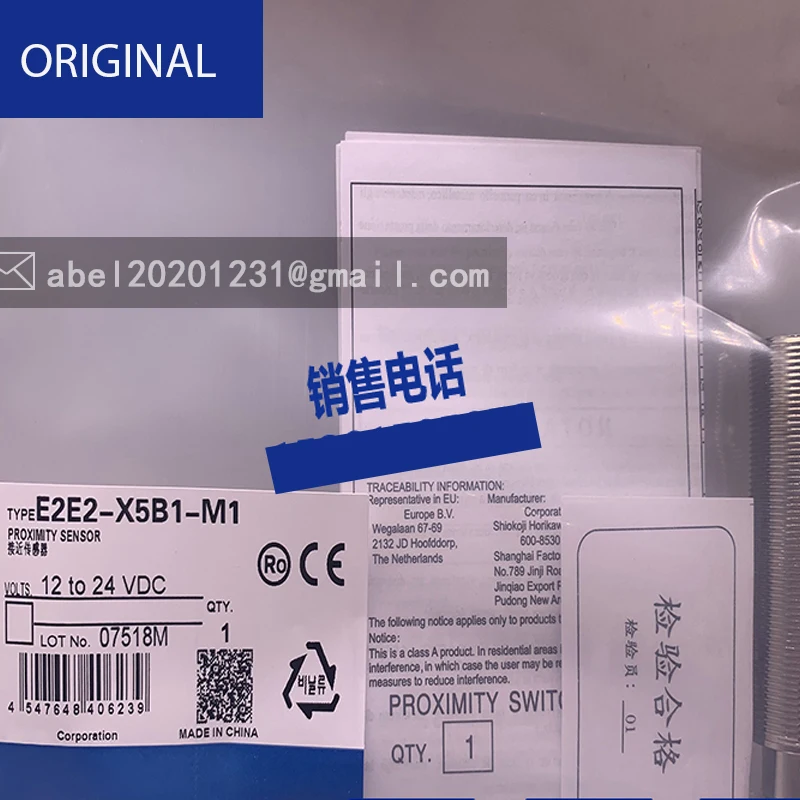 ORIGINAL
abel20201231@gmail.com
销售电话
TYPE E2E2-X5B1-M1
PROXIMITY SENSOR
接近传感器
VOLTS. 12 to 24 VDC
QTY.
LOT No. 07518M 1
4 547648 406239
비닐류
Corporation
MADE IN CHINA
TRACEABILITY INFORMATION:
Representative in EU:
Europe B.V.
Wegalaan 67-69
2132 JD Hoofddorp,
The Netherlands
Manufacturer:
Corporat
Shiokoji Horikaw
600-8530
Shanghai Facto
No.789 Jinji Roa
Jinqiao Export
Pudong New
The following notice applies only to products
Notice:
This is a class A product. In residential areas
interference, in which case the user may be re
measures to reduce interference.
PROXIMITY SWITC
QTY. 1
检验合格
检验员: 01